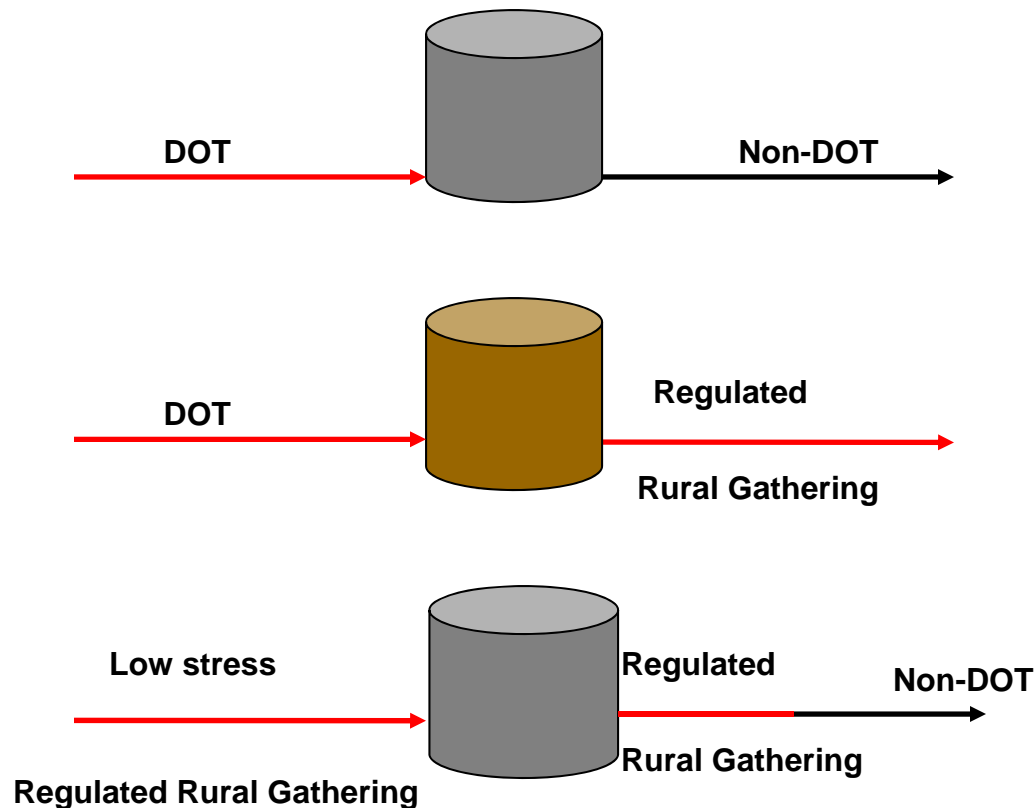 DOT
Non-DOT
DOT
Regulated
Rural Gathering
Low stress
Regulated
Non-DOT
Rural Gathering
Regulated Rural Gathering